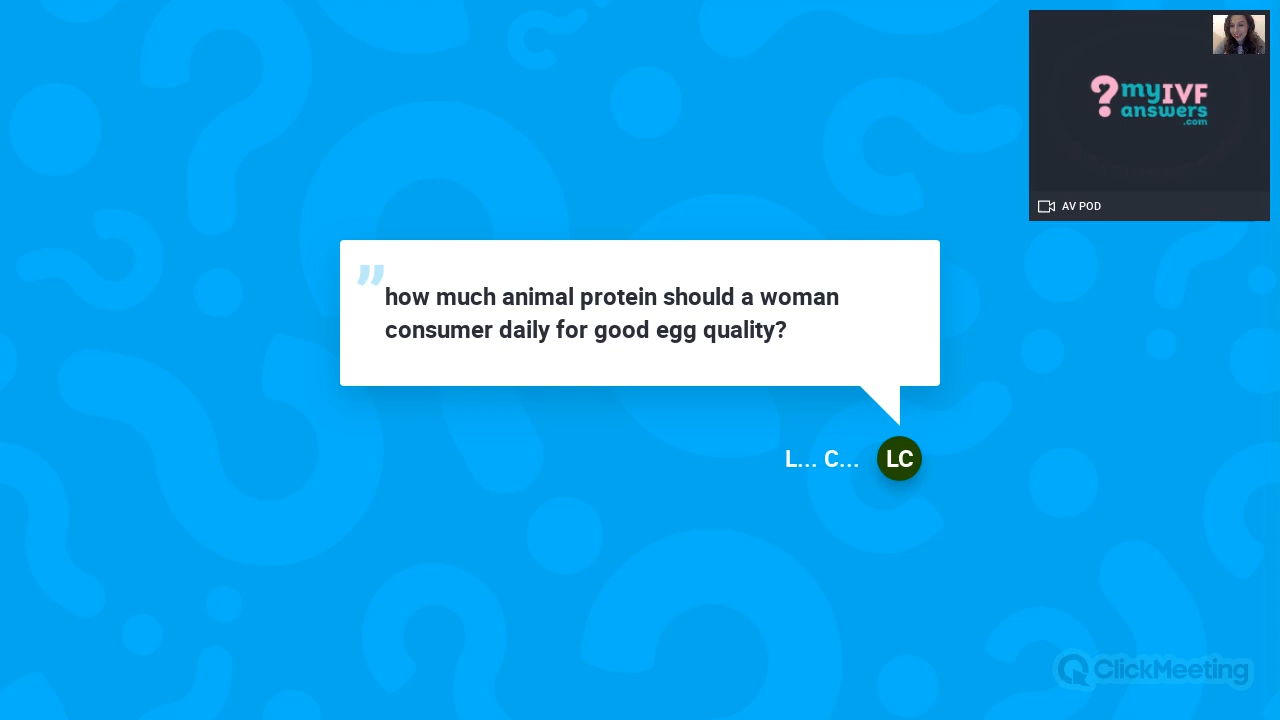 ?myIVF
answers
.com
AV POD
”
how much animal protein should a woman
consumer daily for good egg quality?
L... C... LC
ClickMeeting